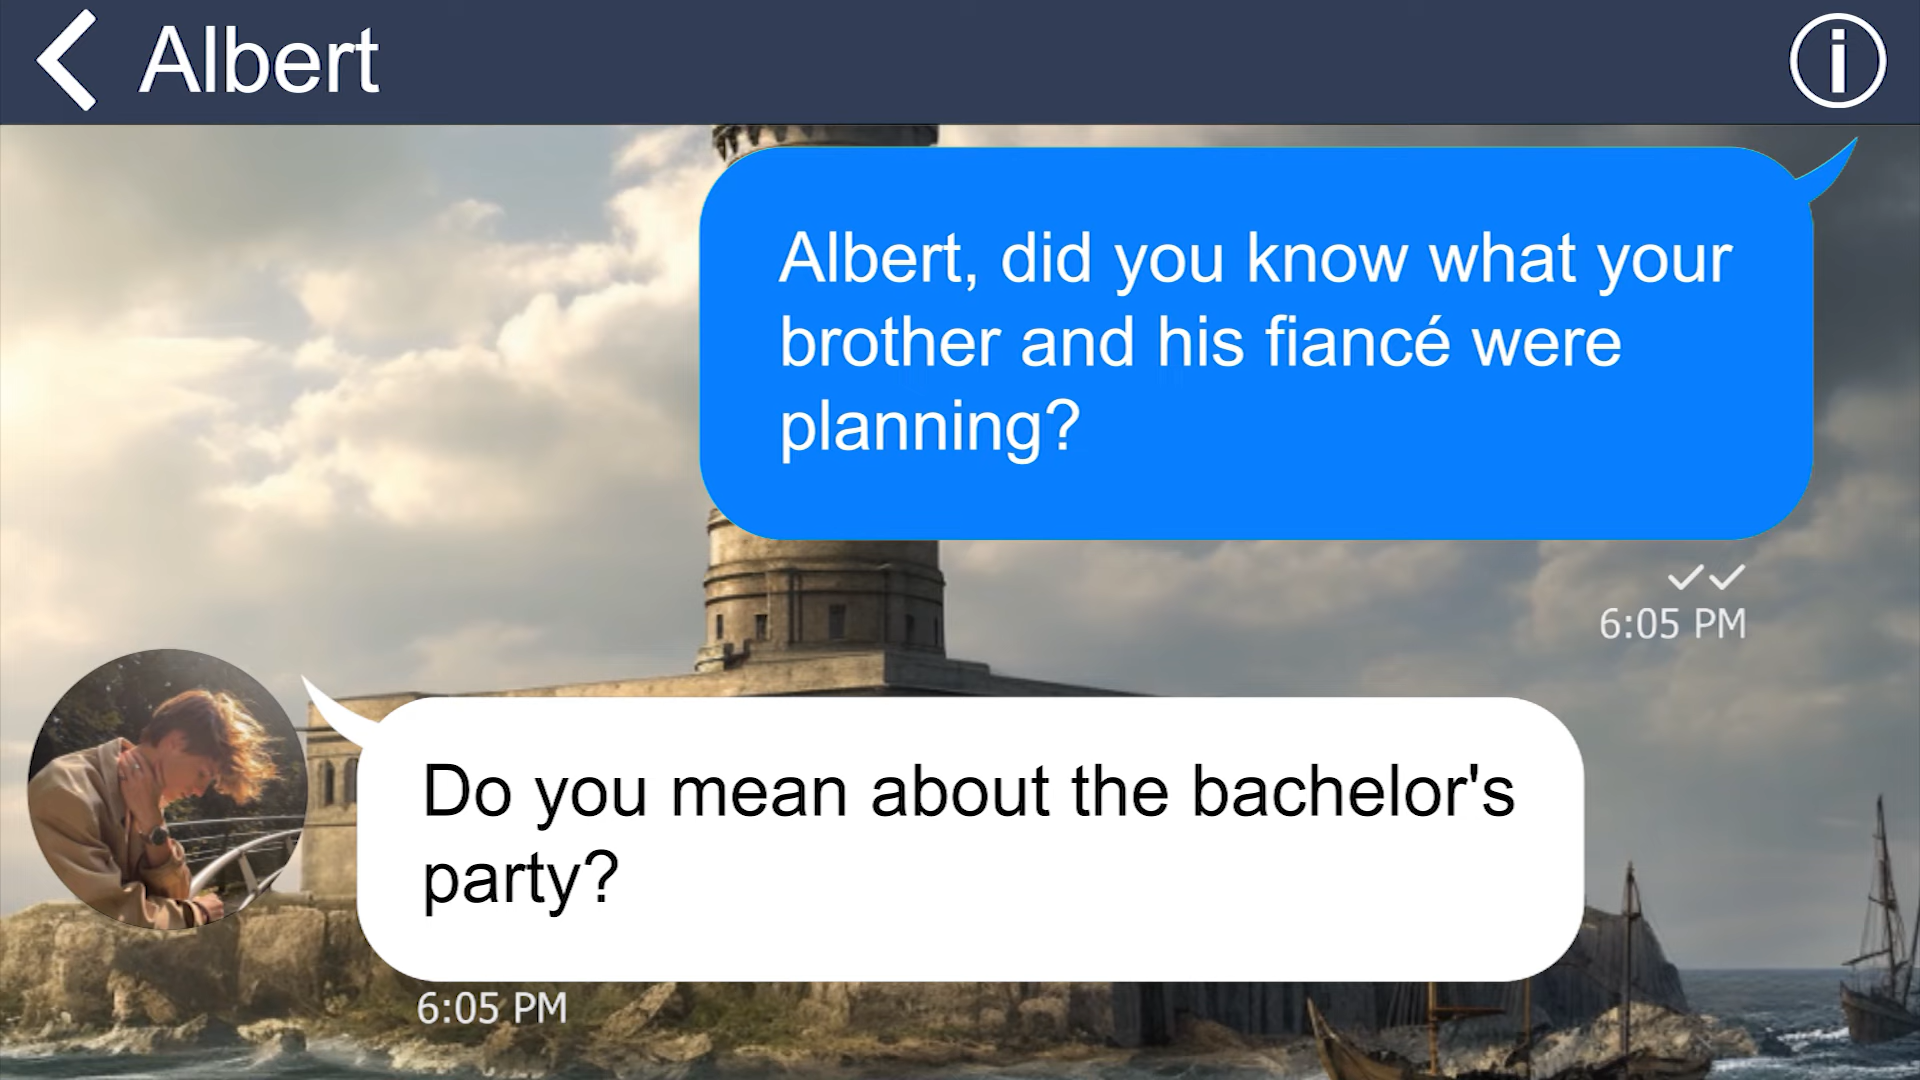 Albert
Albert, did you know what your
brother and his fiancé were
planning?
6:05 PM
Do you mean about the bachelor's
party?
6:05 PM